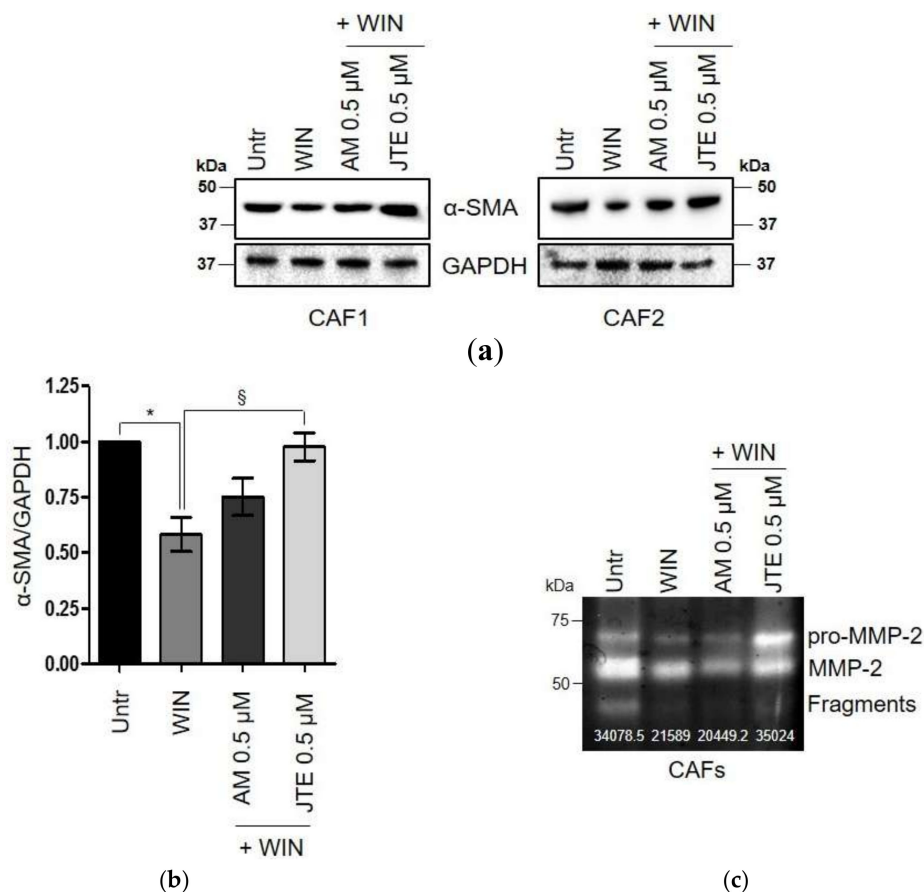 + WIN + WIN
Untr WIN AM 0.5 µM JTE 0.5 µM Untr WIN AM 0.5 µM JTE 0.5 µM
kDa kDa
50 α-SMA 50
37 37
37 GAPDH 37
CAF1 CAF2
(a)
α-SMA/GAPDH
1.25
1.00
0.75
0.50
0.25
0.00
* §
Untr WIN AM 0.5 µM JTE 0.5 µM
+ WIN
(b)
+ WIN
Untr WIN AM 0.5 µM JTE 0.5 µM
kDa
75
pro-MMP-2
MMP-2
50
Fragments
34078.5 21589 20449.2 35024
CAFs
(c)